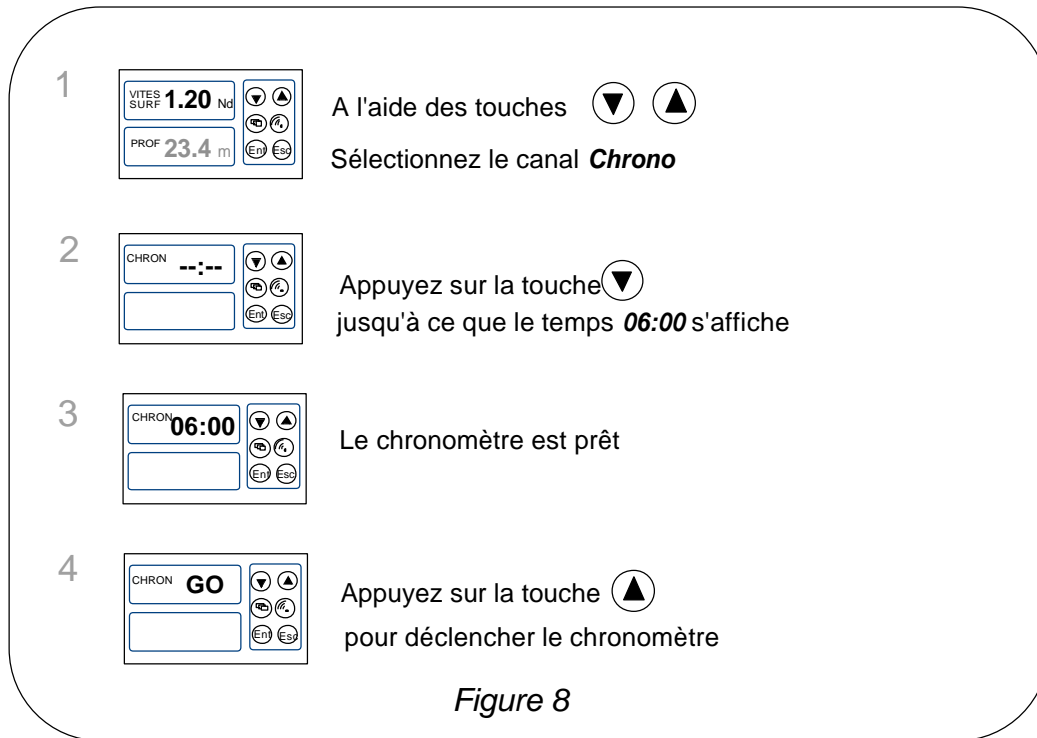 1
VITES
SURF 1.20 Nd
PROF 23.4 m
Ent Esc
A l'aide des touches
Sélectionnez le canal Chrono
2
CHRON --:--
Ent Esc
Appuyez sur la touche
jusqu'à ce que le temps 06:00 s'affiche
3
CHRON 06:00
Ent Esc
Le chronomètre est prêt
4
CHRON GO
Ent Esc
Appuyez sur la touche
pour déclencher le chronomètre
Figure 8